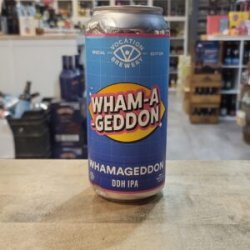 VOCATION
BREWERY
SPECIAL
EDITION
WHAM-A
GEDDON
WHAMAGEDDON
DDH IPA